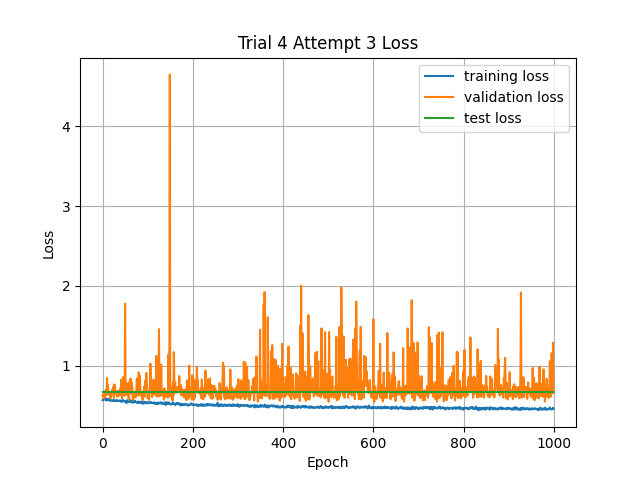 Trial 4 Attempt 3 Loss
training loss
validation loss
test loss
4
3
2
1
Loss
0
200
400
600
800
1000
Epoch